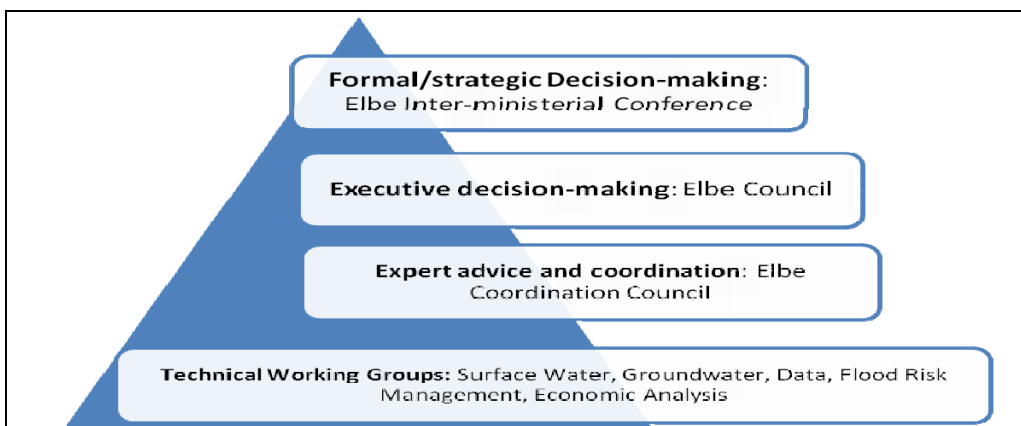 Formal/strategic Decision-making:
Elbe Inter-ministerial Conference
Executive decision-making: Elbe Council
Expert advice and coordination: Elbe
Coordination Council
Technical Working Groups: Surface Water, Groundwater, Data, Flood Risk
Management, Economic Analysis